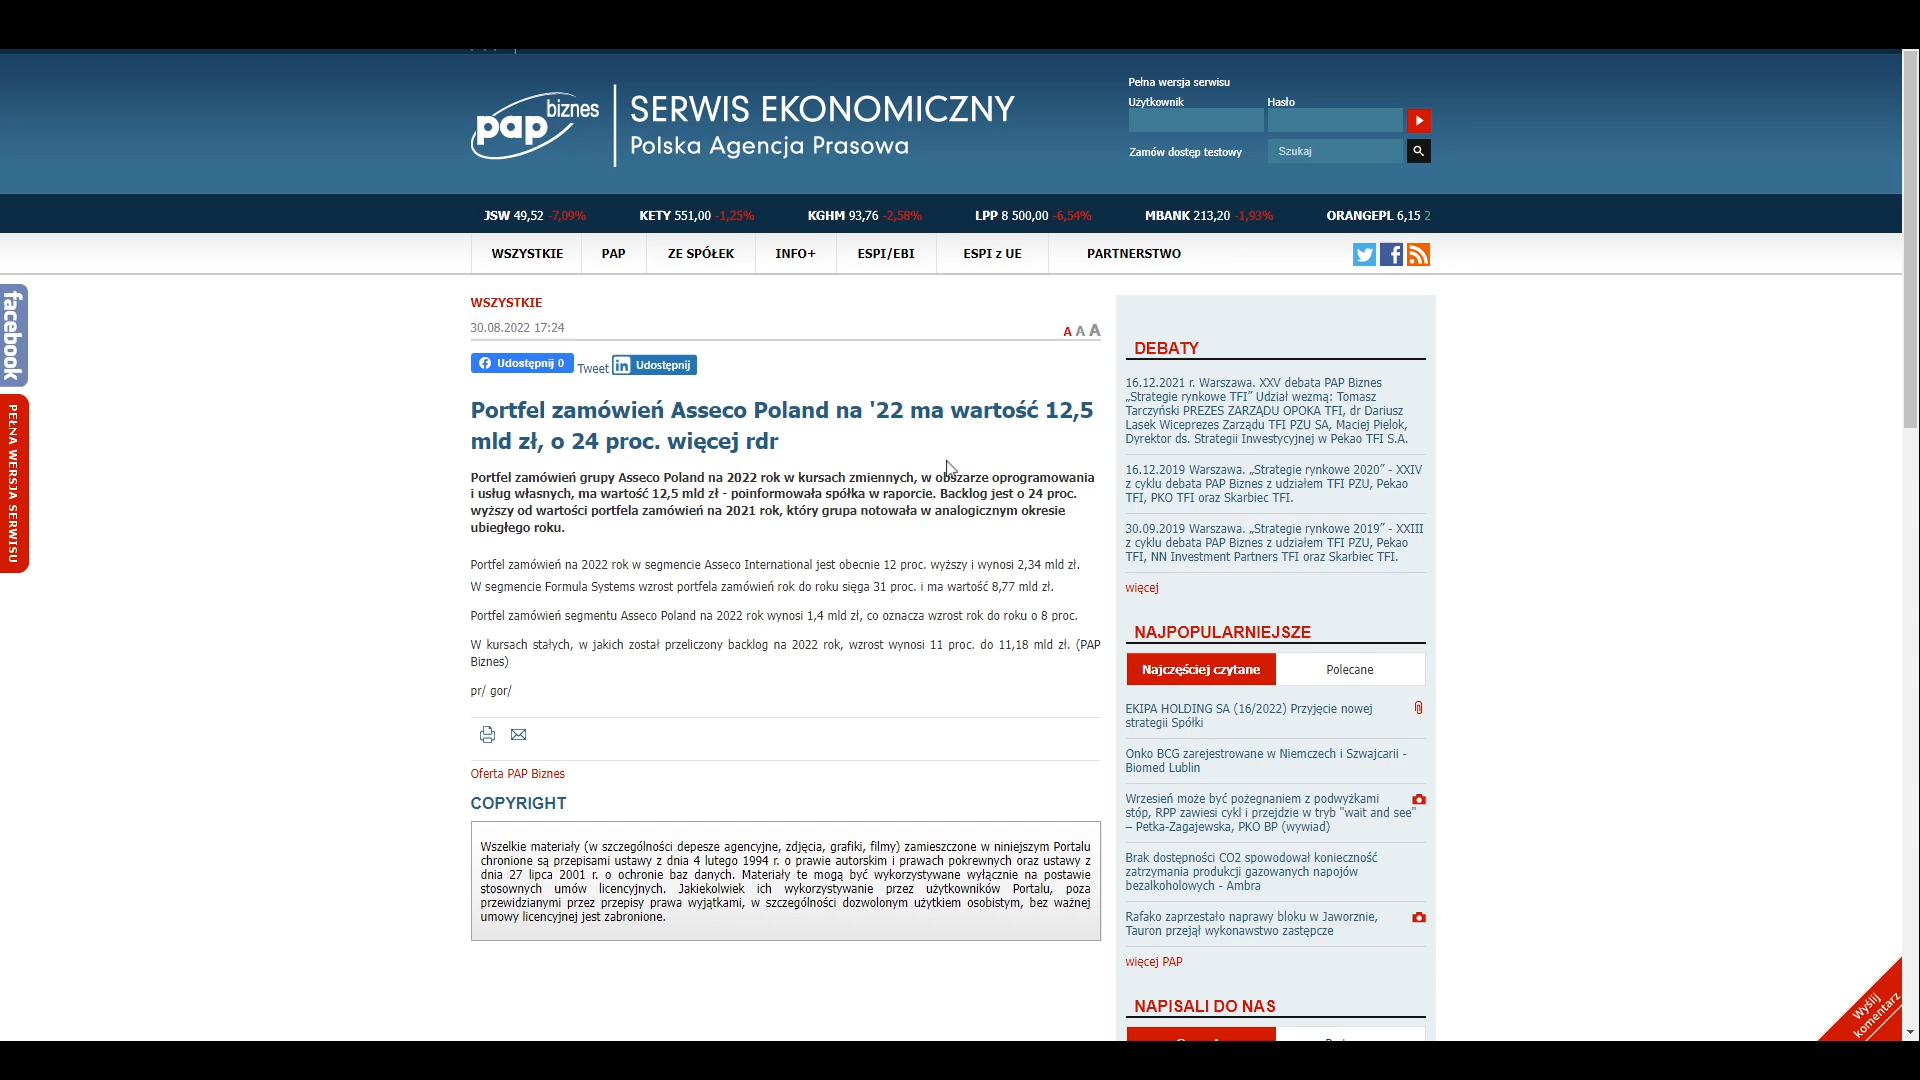 pap biznes
SERWIS EKONOMICZNY
Polska Agencja Prasowa
Pełna wersja serwisu
Użytkownik
Hasło
Zamów dostęp testowy
Szukaj
JSW 49,52 -7,09%
KETY 551,00 -1,25%
KGHM 93,76 -2,58%
LPP 8 500,00 -6,54%
MBANK 213,20 -1,93%
ORANGEPL 6,15 2
WSZYSTKIE
PAP
ZE SPÓŁEK
INFO+
ESPI/EBI
ESPI z UE
PARTNERSTWO
facebook
PEŁNA WERSJA SERWISU
WSZYSTKIE
30.08.2022 17:24
A A A
Udostępnij 0
Tweet
in Udostępnij
Portfel zamówień Asseco Poland na '22 ma wartość 12,5
mld zł, o 24 proc. więcej rdr
Portfel zamówień grupy Asseco Poland na 2022 rok w kursach zmiennych, w obszarze oprogramowania
i usług własnych, ma wartość 12,5 mld zł - poinformowała spółka w raporcie. Backlog jest o 24 proc.
wyższy od wartości portfela zamówień na 2021 rok, który grupa notowała w analogicznym okresie
ubiegłego roku.
Portfel zamówień na 2022 rok w segmencie Asseco International jest obecnie 12 proc. wyższy i wynosi 2,34 mld zł.
W segmencie Formula Systems wzrost portfela zamówień rok do roku sięga 31 proc. i ma wartość 8,77 mld zł.
Portfel zamówień segmentu Asseco Poland na 2022 rok wynosi 1,4 mld zł, co oznacza wzrost rok do roku o 8 proc.
W kursach stałych, w jakich został przeliczony backlog na 2022 rok, wzrost wynosi 11 proc. do 11,18 mld zł. (PAP
Biznes)
pr/ gor/
Oferta PAP Biznes
COPYRIGHT
Wszelkie materiały (w szczególności depesze agencyjne, zdjęcia, grafiki, filmy) zamieszczone w niniejszym Portalu
chronione są przepisami ustawy z dnia 4 lutego 1994 r. o prawie autorskim i prawach pokrewnych oraz ustawy z
dnia 27 lipca 2001 r. o ochronie baz danych. Materiały te mogą być wykorzystywane wyłącznie na postawie
stosownych umów licencyjnych. Jakiekolwiek ich wykorzystywanie przez użytkowników Portalu, poza
przewidzianymi przez przepisy prawa wyjątkami, w szczególności dozwolonym użytkiem osobistym, bez ważnej
umowy licencyjnej jest zabronione.
DEBATY
16.12.2021 r. Warszawa. XXV debata PAP Biznes
„Strategie rynkowe TFI” Udział wezmą: Tomasz
Tarczyński PREZES ZARZĄDU OPOKA TFI, dr Dariusz
Lasek Wiceprezes Zarządu TFI PZU SA, Maciej Pielok,
Dyrektor ds. Strategii Inwestycyjnej w Pekao TFI S.A.
16.12.2019 Warszawa. „Strategie rynkowe 2020” - XXIV
z cyklu debata PAP Biznes z udziałem TFI PZU, Pekao
TFI, PKO TFI oraz Skarbiec TFI.
30.09.2019 Warszawa. „Strategie rynkowe 2019” - XXIII
z cyklu debata PAP Biznes z udziałem TFI PZU, Pekao
TFI, NN Investment Partners TFI oraz Skarbiec TFI.
więcej
NAJPOPULARNIEJSZE
Najczęściej czytane
Polecane
EKIPA HOLDING SA (16/2022) Przyjęcie nowej
strategii Spółki
Onko BCG zarejestrowane w Niemczech i Szwajcarii -
Biomed Lublin
Wrzesień może być pożegnaniem z podwyżkami
stóp, RPP zawiesi cykl i przejdzie w tryb "wait and see"
– Petka-Zagajewska, PKO BP (wywiad)
Brak dostępności CO2 spowodował konieczność
zatrzymania produkcji gazowanych napojów
bezalkoholowych - Ambra
Rafako zaprzestało naprawy bloku w Jaworznie,
Tauron przejął wykonawstwo zastępcze
więcej PAP
NAPISALI DO NAS
Wyślij
komentarz